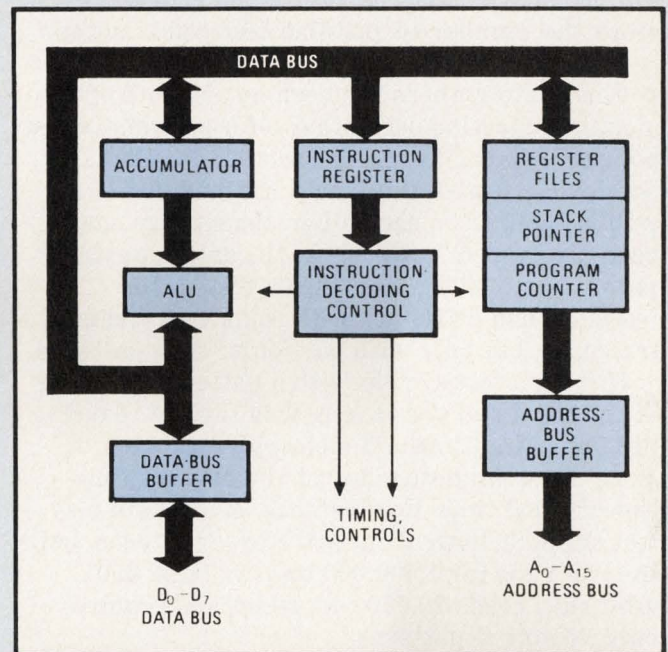 DATA BUS
ACCUMULATOR
INSTRUCTION
REGISTER
REGISTER
FILES
STACK
POINTER
PROGRAM
COUNTER
ALU
INSTRUCTION·
DECODING
CONTROL
ADDRESS·
BUS
BUFFER
DATA·BUS
BUFFER
TIMING,
CONTROLS
D₀–D₇
DATA BUS
A₀–A₁₅
ADDRESS BUS